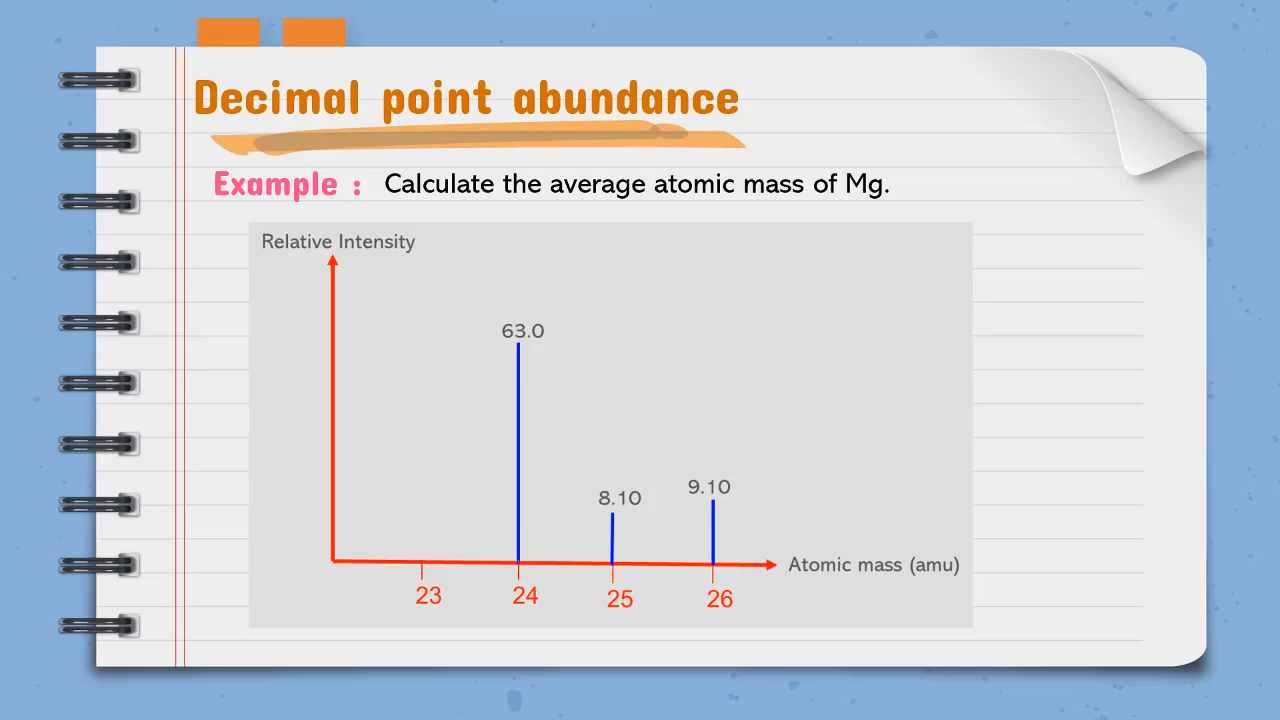 Decimal point abundance
Example : Calculate the average atomic mass of Mg.
Relative Intensity
63.0
9.10
8.10
Atomic mass (amu)
23 24 25 26